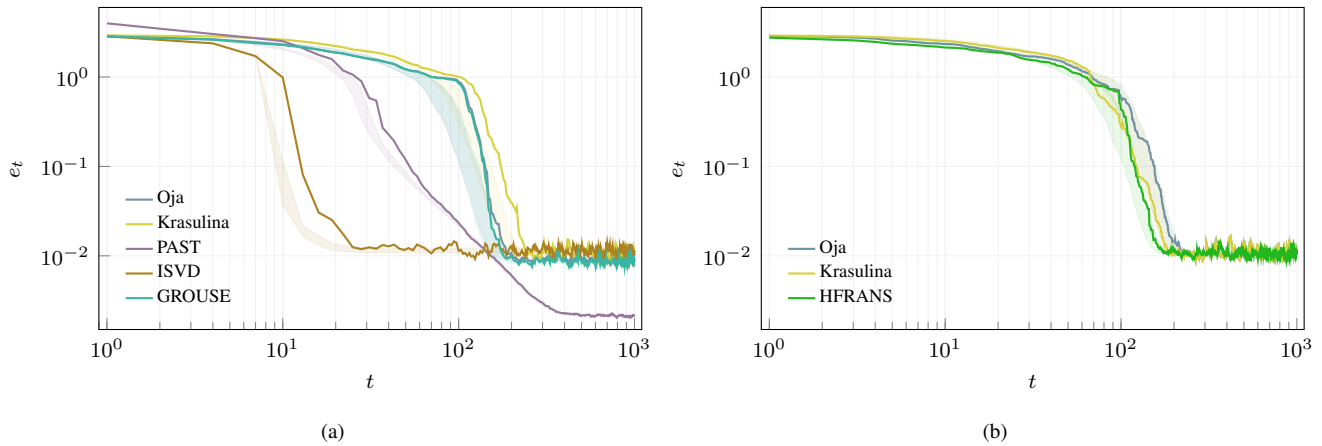 10^0
10^{-1}
10^{-2}
e_t
Oja
Krasulina
PAST
ISVD
GROUSE
10^0
10^1
10^2
10^3
t
(a)
10^0
10^{-1}
10^{-2}
e_t
Oja
Krasulina
HFRANS
10^0
10^1
10^2
10^3
t
(b)